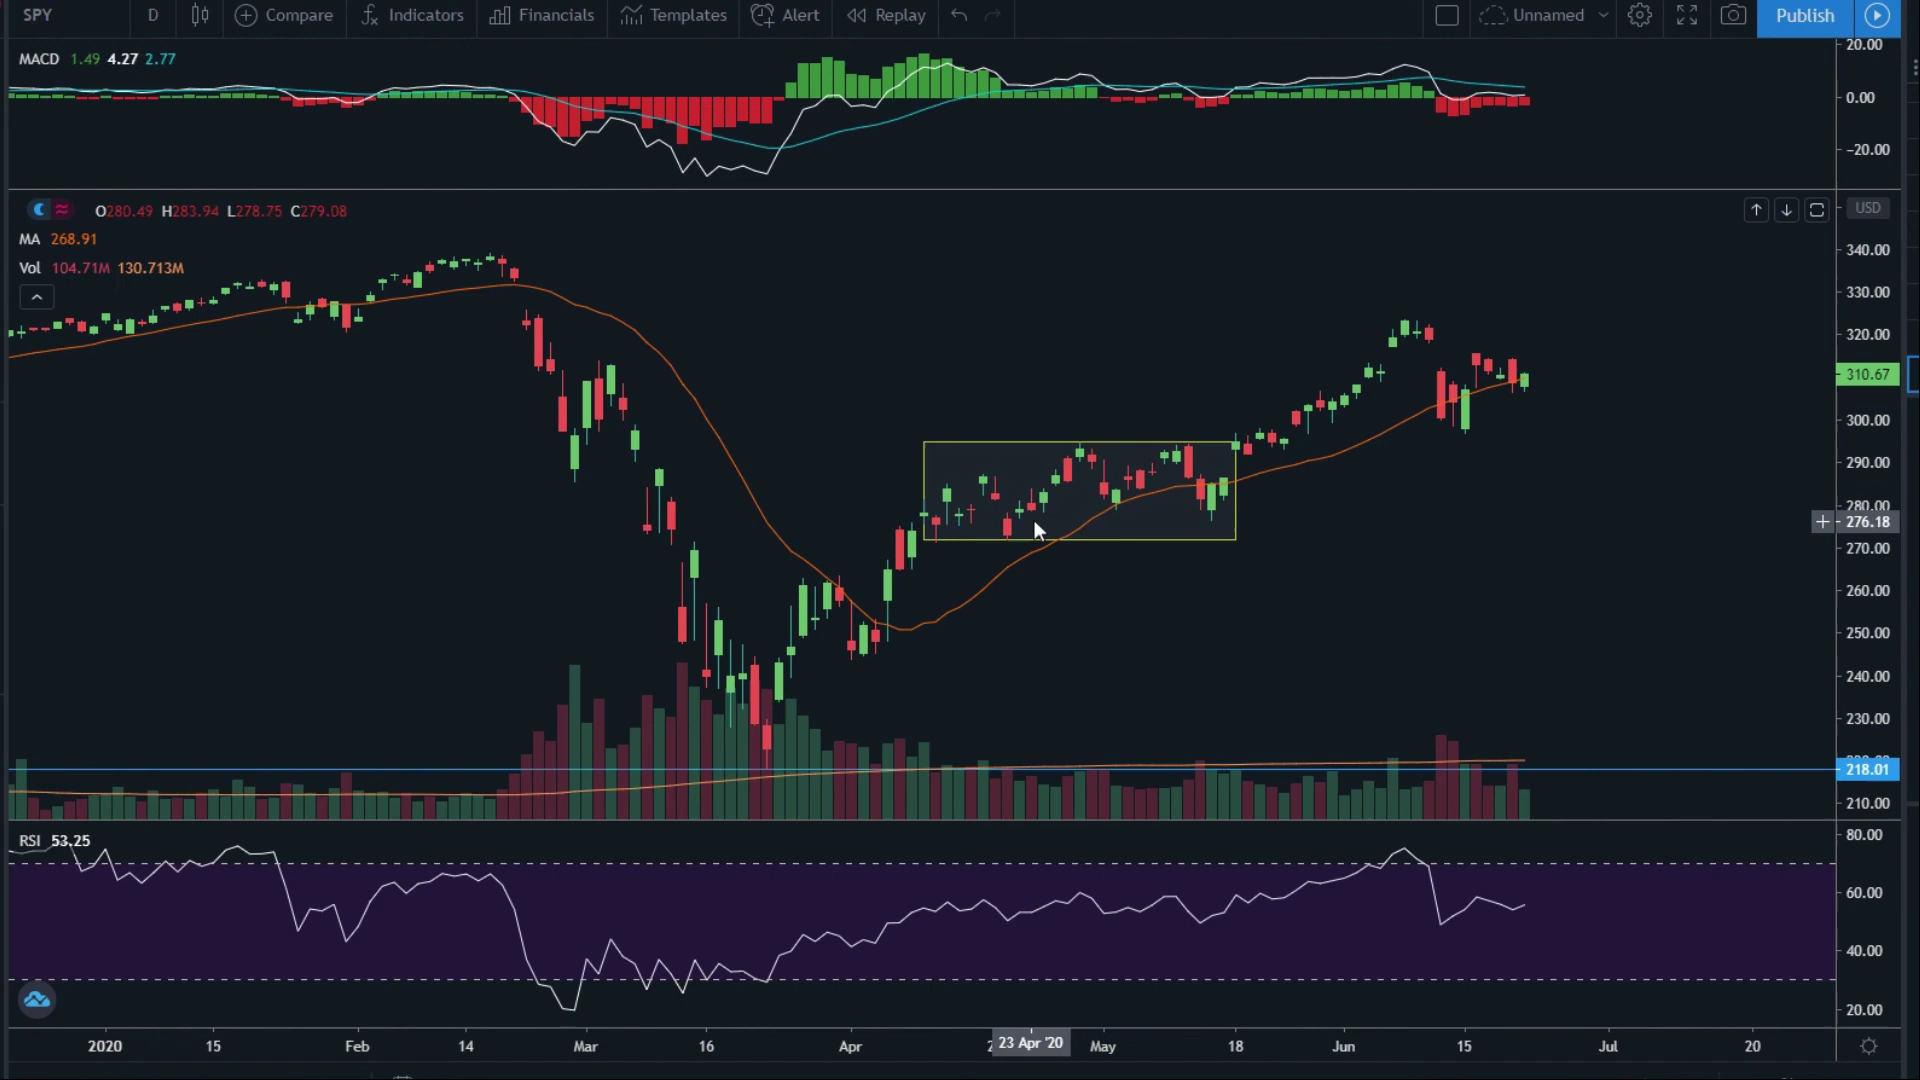 SPY D Compare Indicators Financials Templates Alert Replay Unnamed Publish
MACD 1.49 4.27 2.77
20.00
0.00
−20.00
O280.49 H283.94 L278.75 C279.08
USD
MA 268.91
Vol 104.71M 130.713M
340.00
330.00
320.00
310.67
300.00
290.00
280.00
276.18
270.00
260.00
250.00
240.00
230.00
218.01
210.00
RSI 53.25
80.00
60.00
40.00
20.00
2020 15 Feb 14 Mar 16 Apr 23 Apr '20 May 18 Jun 15 Jul 20